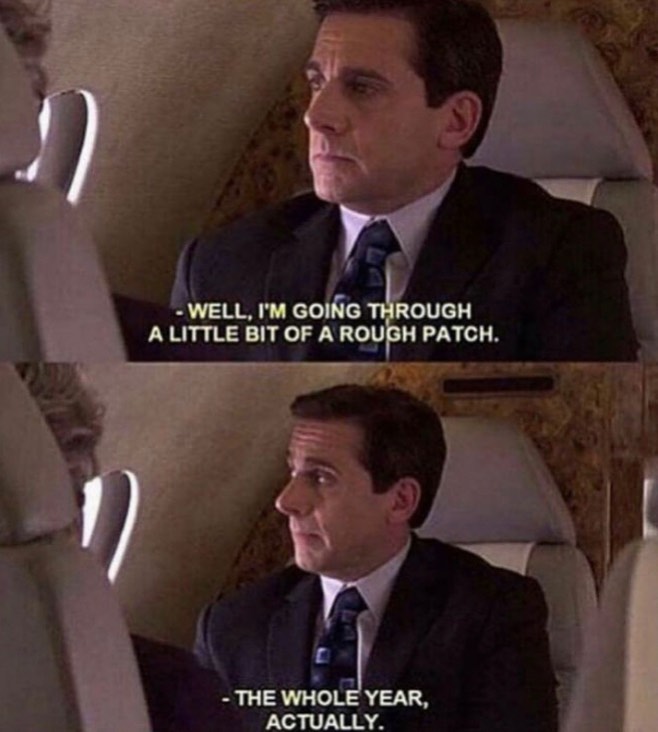 - WELL, I'M GOING THROUGH
A LITTLE BIT OF A ROUGH PATCH.
- THE WHOLE YEAR,
ACTUALLY.